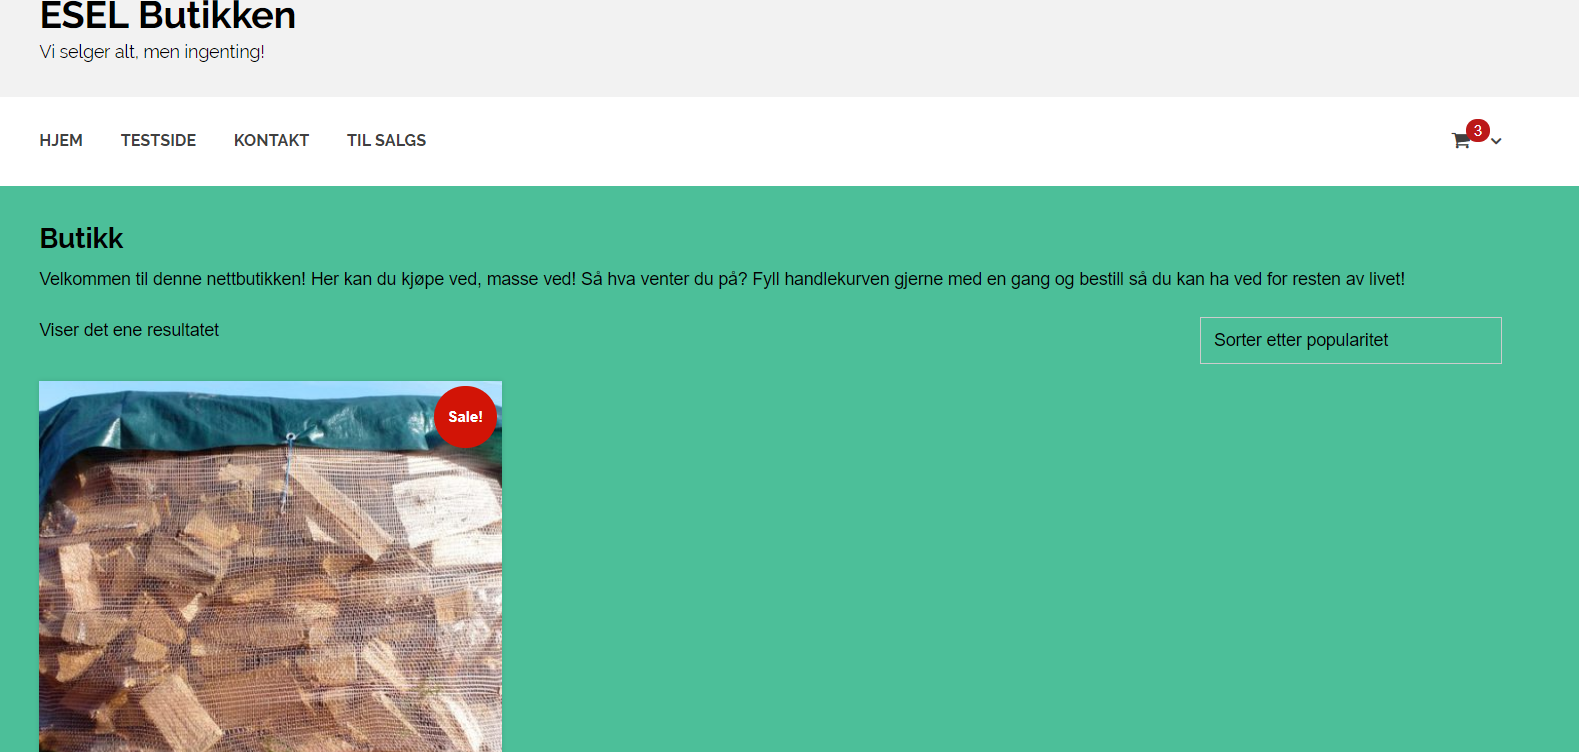 ESEL Butikken
Vi selger alt, men ingenting!
HJEM TESTSIDE KONTAKT TIL SALGS 3
Butikk
Velkommen til denne nettbutikken! Her kan du kjøpe ved, masse ved! Så hva venter du på? Fyll handlekurven gjerne med en gang og bestill så du kan ha ved for resten av livet!
Viser det ene resultatet
Sorter etter popularitet
Sale!